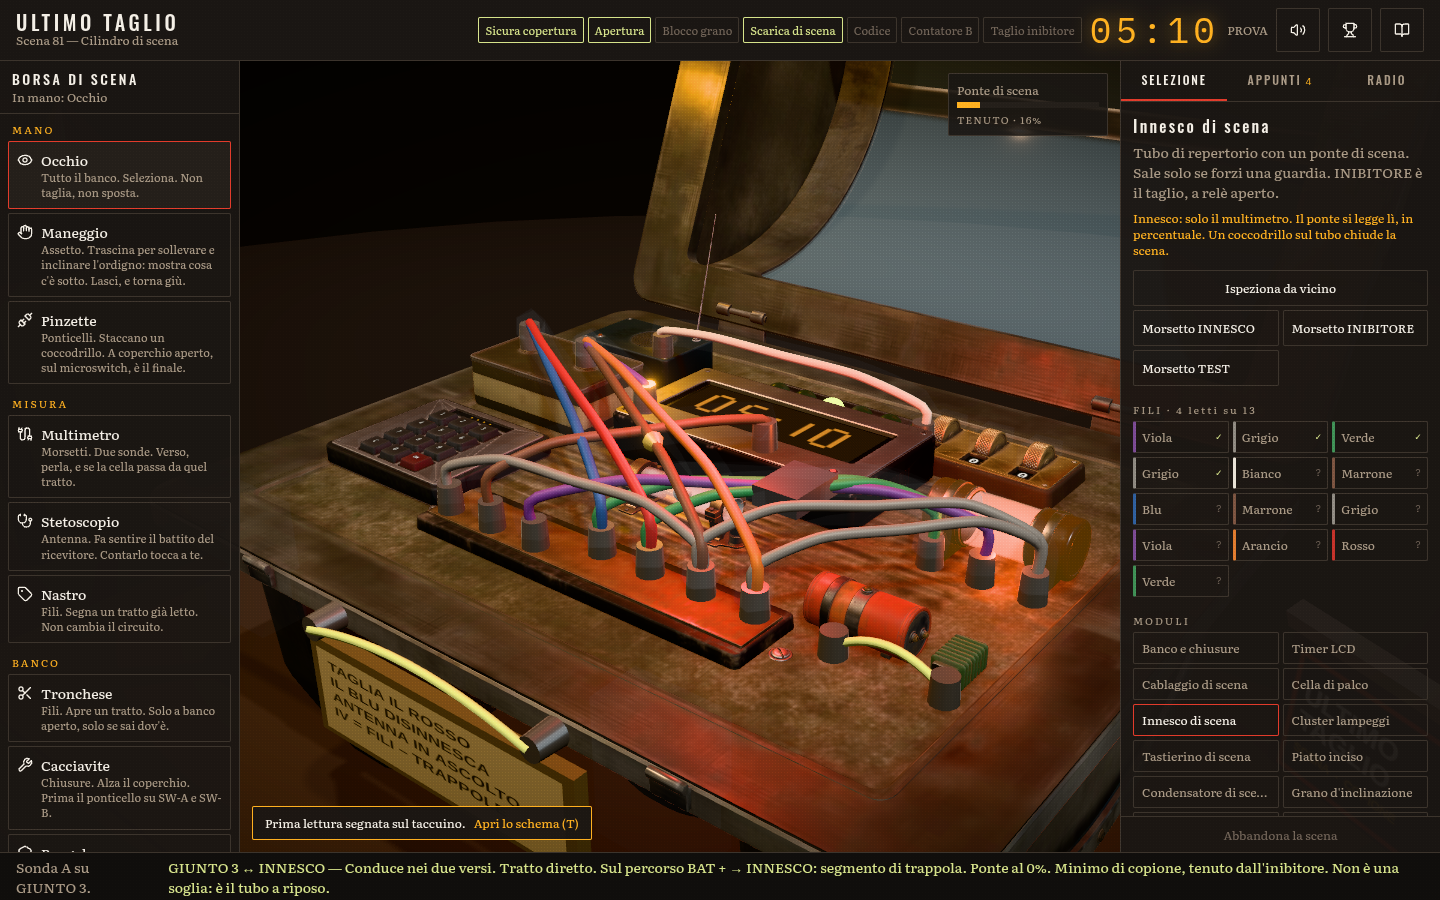 ULTIMO TAGLIO
Scena 81 — Cilindro di scena
Sicura copertura
Apertura
Blocco grano
Scarica di scena
Codice
Contatore B
Taglio inibitore
05:10
PROVA
BORSA DI SCENA
In mano: Occhio
MANO
Occhio
Tutto il banco. Seleziona. Non
taglia, non sposta.
Maneggio
Assetto. Trascina per sollevare e
inclinare l'ordigno: mostra cosa
c'è sotto. Lasci, e torna giù.
Pinzette
Ponticelli. Staccano un
coccodrillo. A coperchio aperto,
sul microswitch, è il finale.
MISURA
Multimetro
Morsetti. Due sonde. Verso,
perla, e se la cella passa da quel
tratto.
Stetoscopio
Antenna. Fa sentire il battito del
ricevitore. Contarlo tocca a te.
Nastro
Fili. Segna un tratto già letto.
Non cambia il circuito.
BANCO
Tronchese
Fili. Apre un tratto. Solo a banco
aperto, solo se sai dov'è.
Cacciavite
Chiusure. Alza il coperchio.
Prima il ponticello su SW-A e SW-
B.
Ponte di scena
TENUTO · 16%
05:10
TAGLIA IL ROSSO
IL BLU DISINNESCA
ANTENNA IN ASCOLTO
IV = FILI – TRAPPOL
Prima lettura segnata sul taccuino. Apri lo schema (T)
SELEZIONE
APPUNTI 4
RADIO
Innesco di scena
Tubo di repertorio con un ponte di scena.
Sale solo se forzi una guardia. INIBITORE è
il taglio, a relè aperto.
Innesco: solo il multimetro. Il ponte si legge lì, in
percentuale. Un coccodrillo sul tubo chiude la
scena.
Ispeziona da vicino
Morsetto INNESCO
Morsetto INIBITORE
Morsetto TEST
FILI · 4 letti su 13
Viola ✓
Grigio ✓
Verde ✓
Grigio ✓
Bianco ?
Marrone ?
Blu ?
Marrone ?
Grigio ?
Viola ?
Arancio ?
Rosso ?
Verde ?
MODULI
Banco e chiusure
Timer LCD
Cablaggio di scena
Cella di palco
Innesco di scena
Cluster lampeggi
Tastierino di scena
Piatto inciso
Condensatore di sce...
Grano d'inclinazione
Abbandona la scena
Sonda A su
GIUNTO 3.
GIUNTO 3 ↔ INNESCO — Conduce nei due versi. Tratto diretto. Sul percorso BAT + → INNESCO: segmento di trappola. Ponte al 0%. Minimo di copione, tenuto dall'inibitore. Non è una
soglia: è il tubo a riposo.